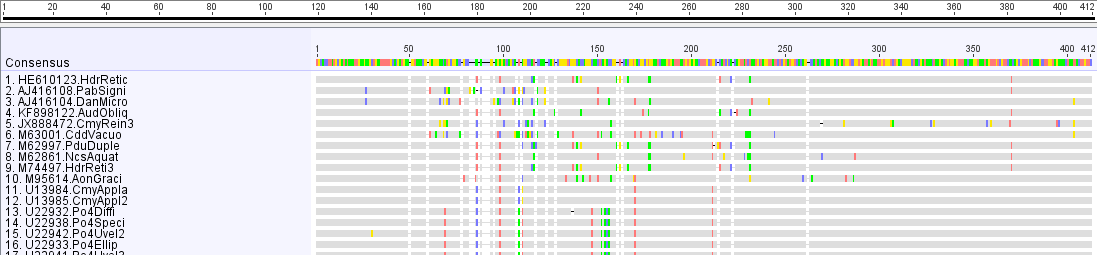 1 20 40 60 80 100 120 140 160 180 200 220 240 260 280 300 320 340 360 380 400 412
1 50 100 150 200 250 300 350 400 412
Consensus
1. HE610123.HdrRetic
2. AJ416108.PabSigni
3. AJ416104.DanMicro
4. KF898122.AudObliq
5. JX888472.CmyRein3
6. M63001.CddVacuo
7. M62997.PduDuple
8. M62861.NcsAquat
9. M74497.HdrReti3
10. M95614.AonGraci
11. U13984.CmyAppla
12. U13985.CmyAppl2
13. U22932.Po4Diffi
14. U22938.Po4Speci
15. U22942.Po4Uvel2
16. U22933.Po4Ellip
17. U22941.Po4Uvel3